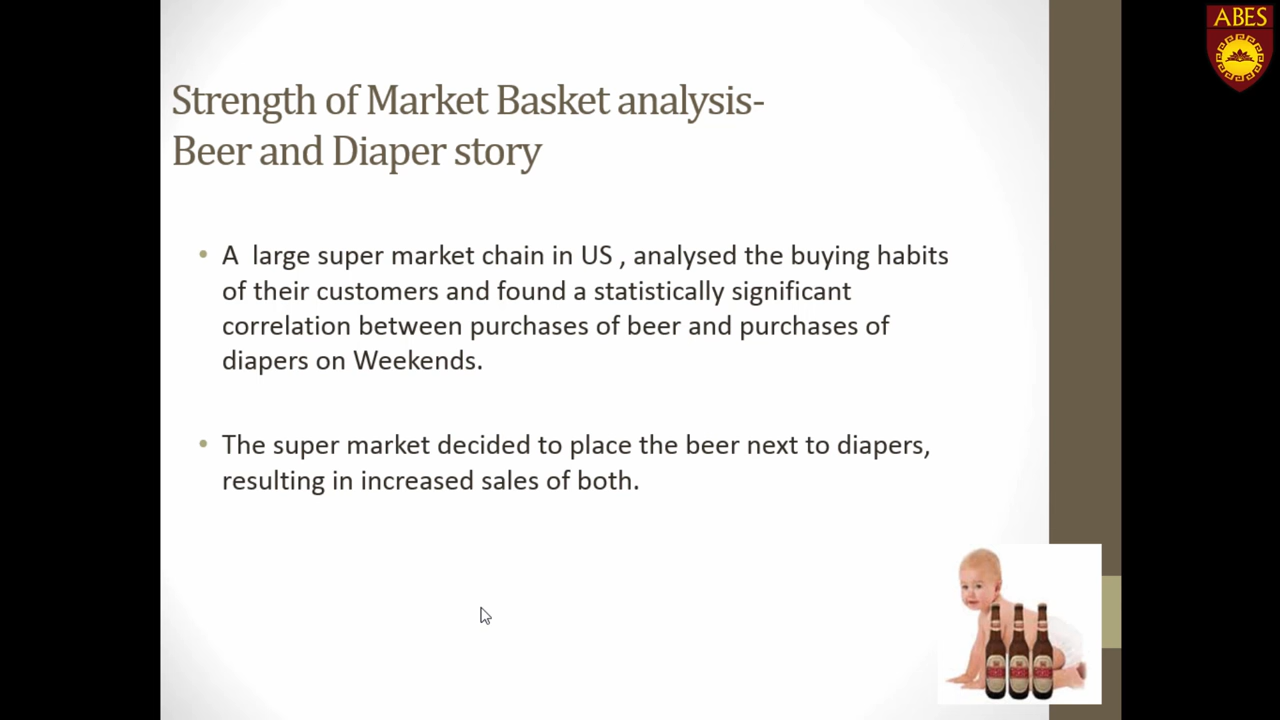 ABES
Strength of Market Basket analysis-
Beer and Diaper story
• A large super market chain in US , analysed the buying habits
of their customers and found a statistically significant
correlation between purchases of beer and purchases of
diapers on Weekends.
• The super market decided to place the beer next to diapers,
resulting in increased sales of both.